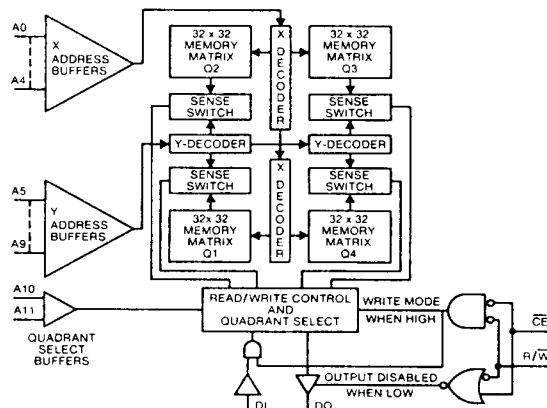 A0
A4
X
ADDRESS
BUFFERS
32 x 32
MEMORY
MATRIX
Q2
X DECODER
32 x 32
MEMORY
MATRIX
Q3
SENSE
SWITCH
SENSE
SWITCH
Y-DECODER
Y-DECODER
A5
A9
Y
ADDRESS
BUFFERS
SENSE
SWITCH
X DECODER
SENSE
SWITCH
32x 32
MEMORY
MATRIX
Q1
32 x 32
MEMORY
MATRIX
Q4
A10
A11
QUADRANT
SELECT
BUFFERS
READ/WRITE CONTROL
AND
QUADRANT SELECT
WRITE MODE
WHEN HIGH
CE
R/W
OUTPUT DISABLED
WHEN LOW
DI
DO